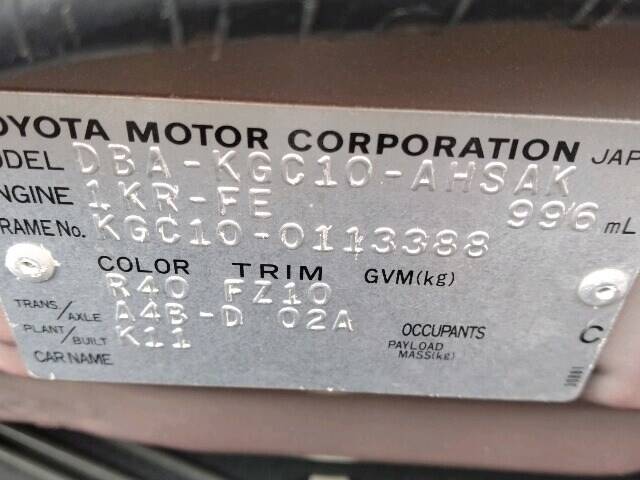 OYOTA MOTOR CORPORATION JAP
ODEL DBA-KGC10-AHSAK
NGINE 1KR-FE 996 mL
RAME No. KGC10-0113388
COLOR TRIM GVM(kg)
R40 FZ10
TRANS./AXLE A4B-D 02A
PLANT/BUILT K11 OCCUPANTS C
CAR NAME PAYLOAD MASS(kg)